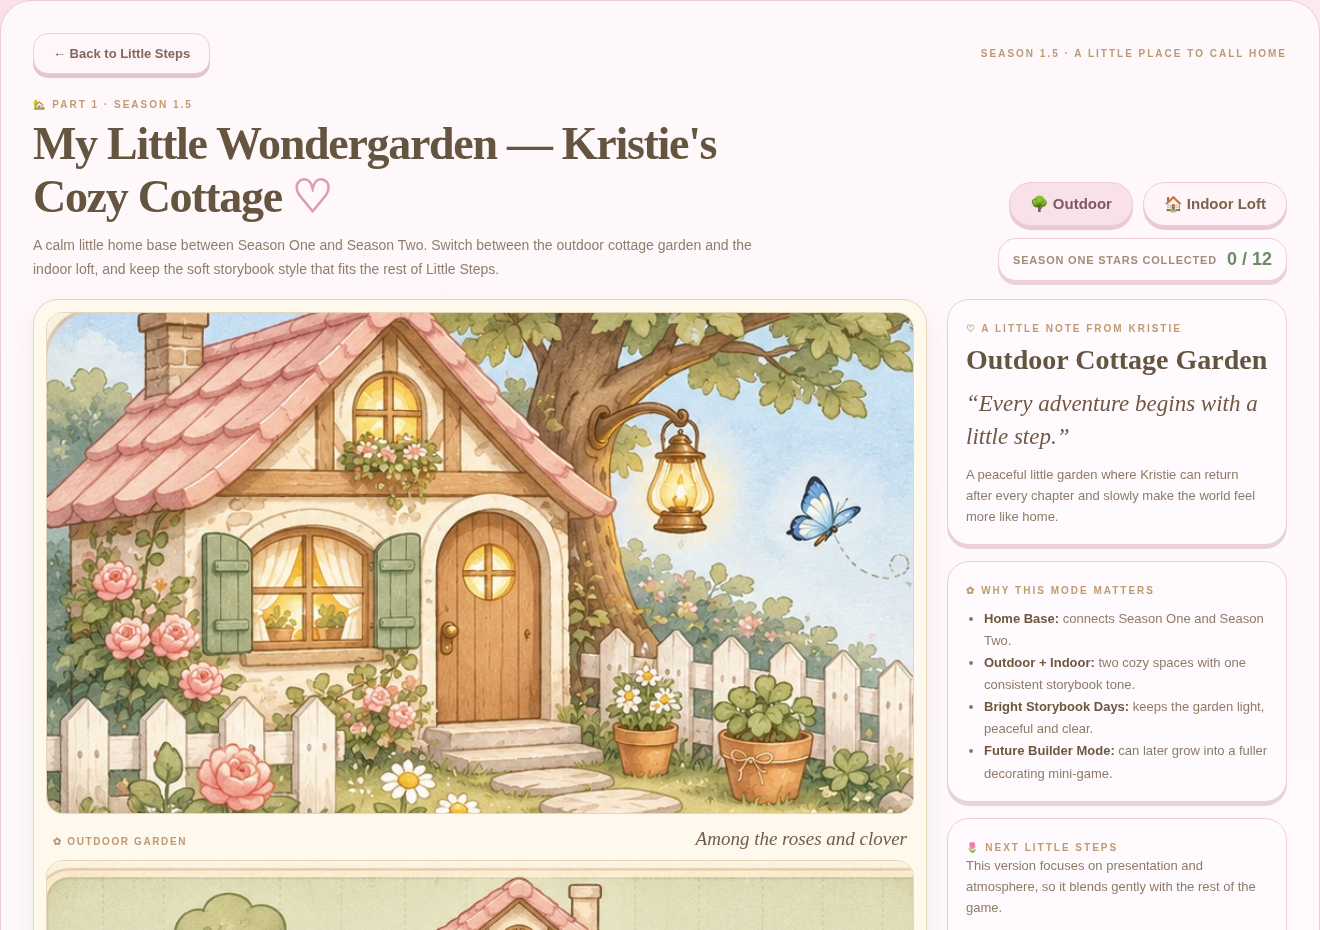 ← Back to Little Steps
SEASON 1.5 · A LITTLE PLACE TO CALL HOME
🏡 PART 1 · SEASON 1.5
My Little Wondergarden — Kristie's
Cozy Cottage ♡
A calm little home base between Season One and Season Two. Switch between the outdoor cottage garden and the
indoor loft, and keep the soft storybook style that fits the rest of Little Steps.
🌳 Outdoor
🏠 Indoor Loft
SEASON ONE STARS COLLECTED 0 / 12
✿ OUTDOOR GARDEN
Among the roses and clover
♡ A LITTLE NOTE FROM KRISTIE
Outdoor Cottage Garden
“Every adventure begins with a
little step.”
A peaceful little garden where Kristie can return
after every chapter and slowly make the world feel
more like home.
✿ WHY THIS MODE MATTERS
• Home Base: connects Season One and Season
Two.
• Outdoor + Indoor: two cozy spaces with one
consistent storybook tone.
• Bright Storybook Days: keeps the garden light,
peaceful and clear.
• Future Builder Mode: can later grow into a fuller
decorating mini-game.
🌷 NEXT LITTLE STEPS
This version focuses on presentation and
atmosphere, so it blends gently with the rest of the
game.